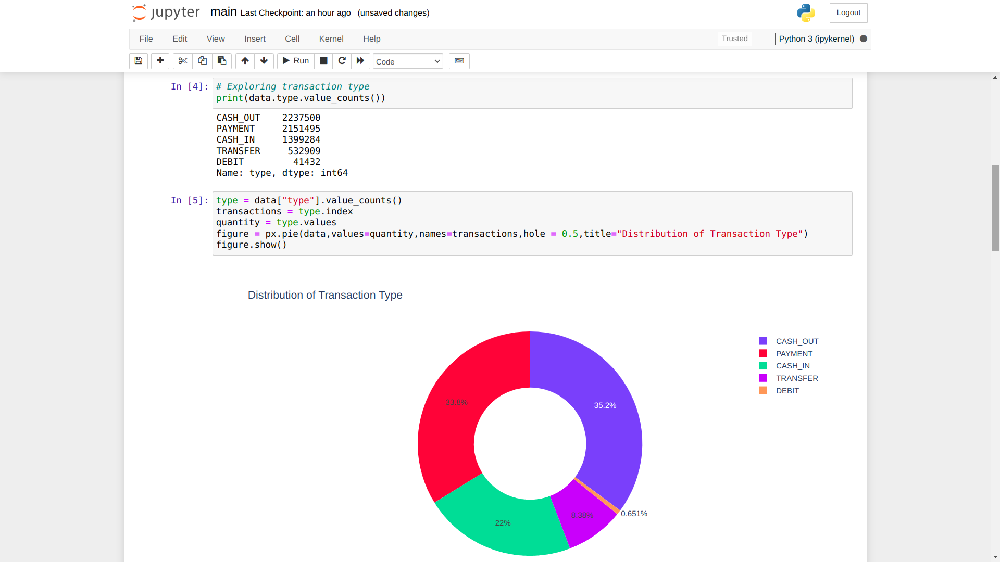 jupyter main Last Checkpoint: an hour ago (unsaved changes)
Logout
File Edit View Insert Cell Kernel Help
Trusted
Python 3 (ipykernel)
Run
Code
In [4]:
# Exploring transaction type
print(data.type.value_counts())
CASH_OUT    2237500
PAYMENT     2151495
CASH_IN     1399284
TRANSFER     532909
DEBIT         41432
Name: type, dtype: int64
In [5]:
type = data["type"].value_counts()
transactions = type.index
quantity = type.values
figure = px.pie(data,values=quantity,names=transactions,hole = 0.5,title="Distribution of Transaction Type")
figure.show()
Distribution of Transaction Type
CASH_OUT
PAYMENT
CASH_IN
TRANSFER
DEBIT
33.8%
35.2%
0.651%
8.38%
22%